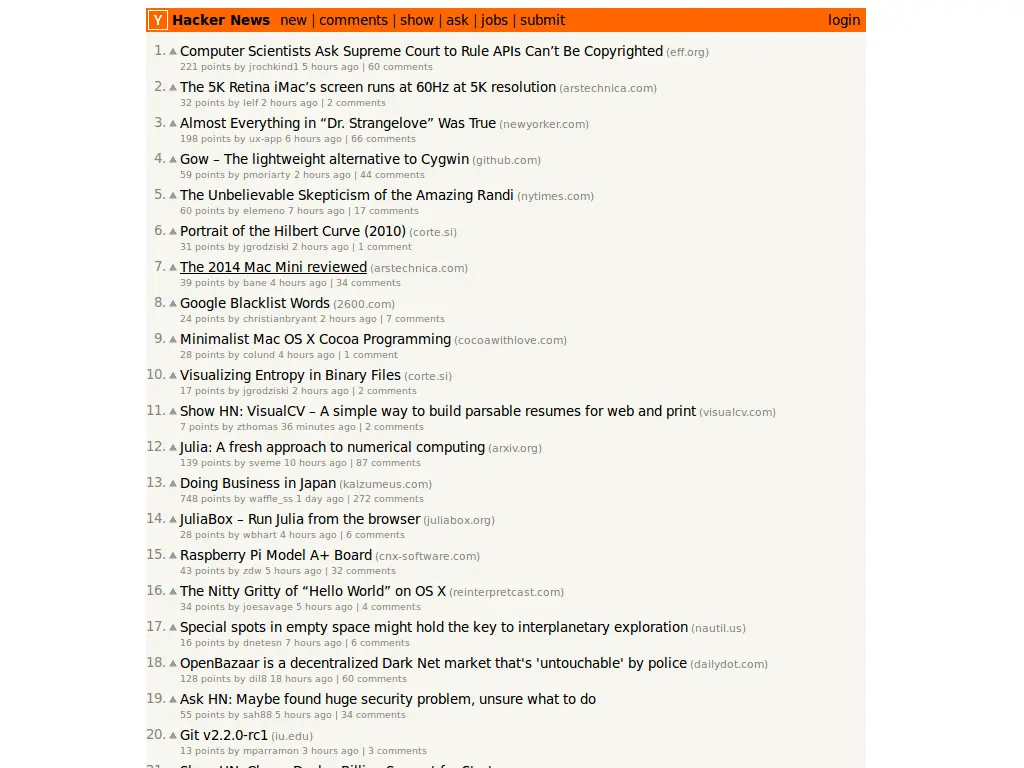 Y Hacker News new | comments | show | ask | jobs | submit login
1. Computer Scientists Ask Supreme Court to Rule APIs Can’t Be Copyrighted (eff.org)
221 points by jrochkind1 5 hours ago | 60 comments
2. The 5K Retina iMac’s screen runs at 60Hz at 5K resolution (arstechnica.com)
32 points by lelf 2 hours ago | 2 comments
3. Almost Everything in “Dr. Strangelove” Was True (newyorker.com)
198 points by ux-app 6 hours ago | 66 comments
4. Gow – The lightweight alternative to Cygwin (github.com)
59 points by pmoriarty 2 hours ago | 44 comments
5. The Unbelievable Skepticism of the Amazing Randi (nytimes.com)
60 points by elemeno 7 hours ago | 17 comments
6. Portrait of the Hilbert Curve (2010) (corte.si)
31 points by jgrodziski 2 hours ago | 1 comment
7. The 2014 Mac Mini reviewed (arstechnica.com)
39 points by bane 4 hours ago | 34 comments
8. Google Blacklist Words (2600.com)
24 points by christianbryant 2 hours ago | 7 comments
9. Minimalist Mac OS X Cocoa Programming (cocoawithlove.com)
28 points by colund 4 hours ago | 1 comment
10. Visualizing Entropy in Binary Files (corte.si)
17 points by jgrodziski 2 hours ago | 2 comments
11. Show HN: VisualCV – A simple way to build parsable resumes for web and print (visualcv.com)
7 points by zthomas 36 minutes ago | 2 comments
12. Julia: A fresh approach to numerical computing (arxiv.org)
139 points by sveme 10 hours ago | 87 comments
13. Doing Business in Japan (kalzumeus.com)
748 points by waffle_ss 1 day ago | 272 comments
14. JuliaBox – Run Julia from the browser (juliabox.org)
28 points by wbhart 4 hours ago | 6 comments
15. Raspberry Pi Model A+ Board (cnx-software.com)
43 points by zdw 5 hours ago | 32 comments
16. The Nitty Gritty of “Hello World” on OS X (reinterpretcast.com)
34 points by joesavage 5 hours ago | 4 comments
17. Special spots in empty space might hold the key to interplanetary exploration (nautil.us)
16 points by dnetesn 7 hours ago | 6 comments
18. OpenBazaar is a decentralized Dark Net market that's 'untouchable' by police (dailydot.com)
128 points by dil8 18 hours ago | 60 comments
19. Ask HN: Maybe found huge security problem, unsure what to do
55 points by sah88 5 hours ago | 34 comments
20. Git v2.2.0-rc1 (iu.edu)
13 points by mparramon 3 hours ago | 3 comments